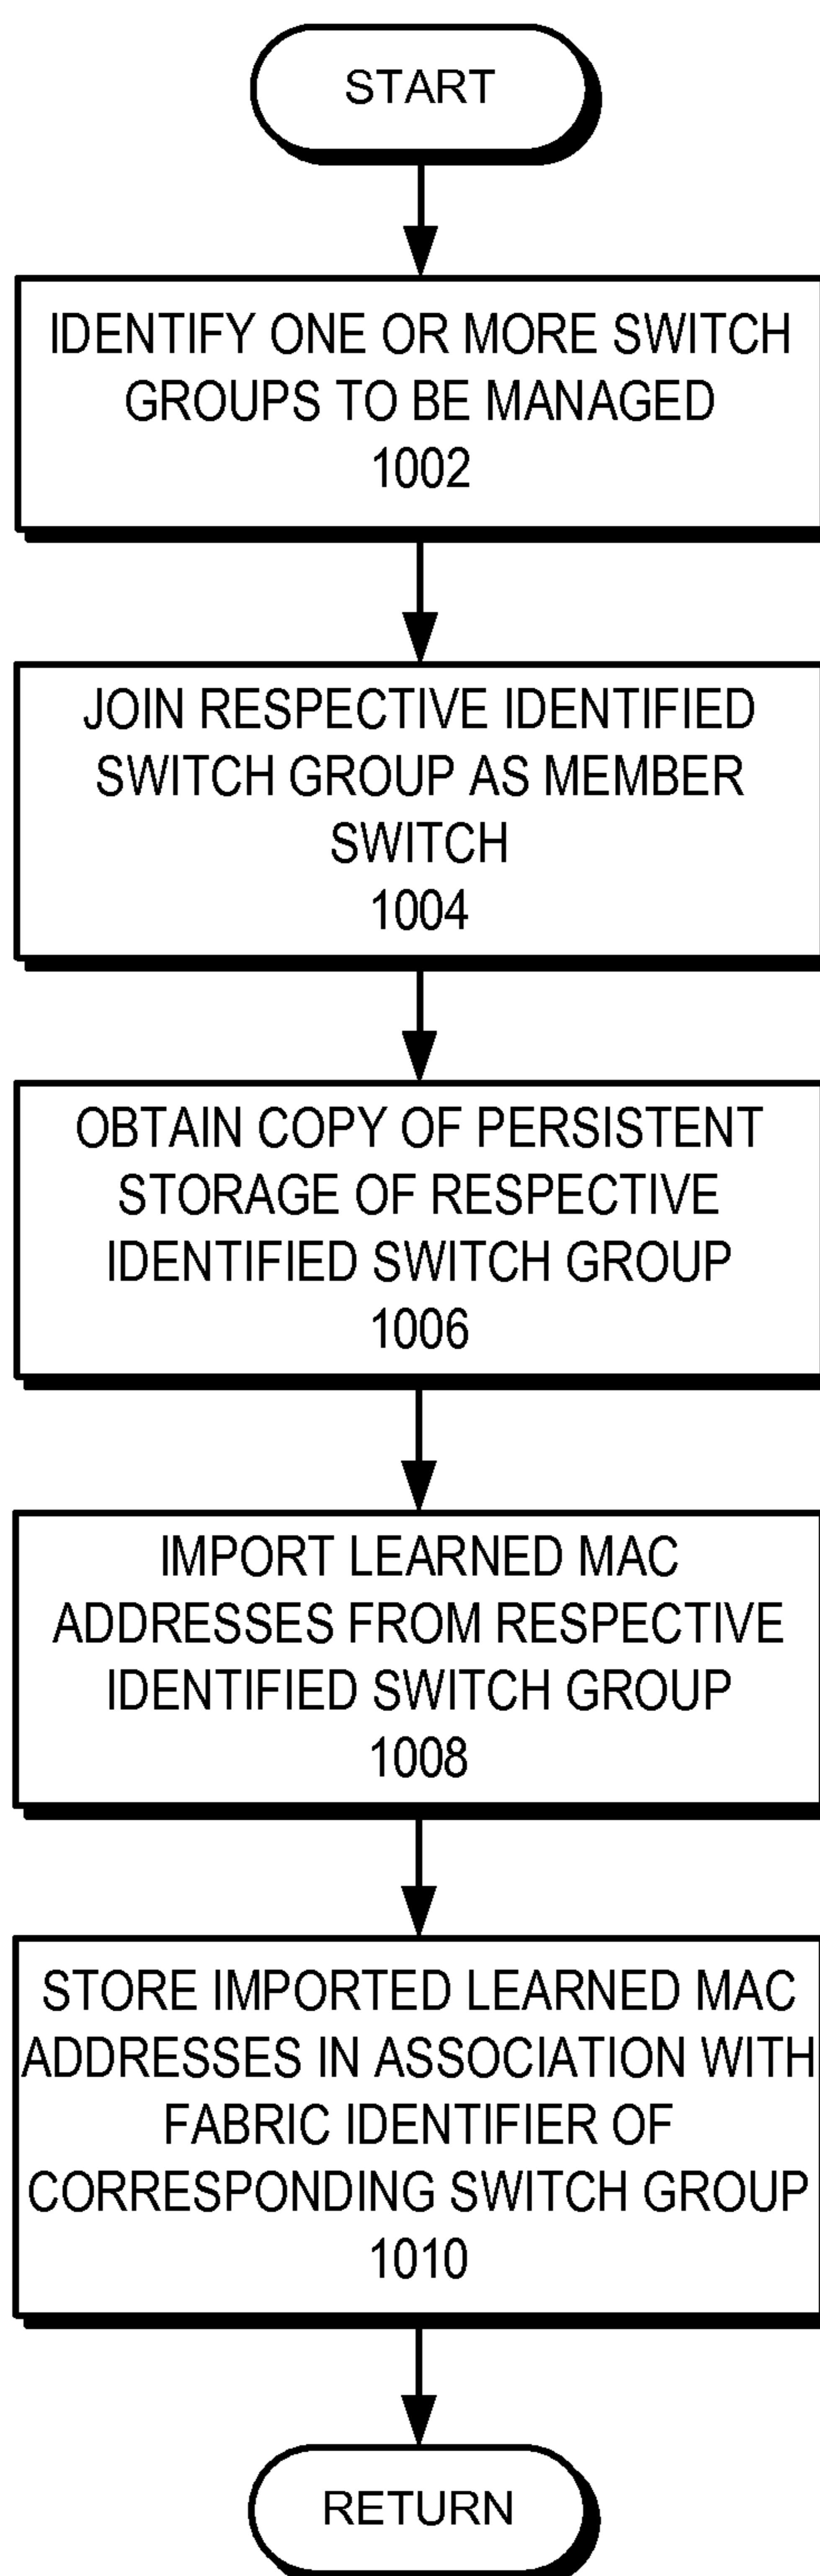 START
IDENTIFY ONE OR MORE SWITCH
GROUPS TO BE MANAGED
1002
JOIN RESPECTIVE IDENTIFIED
SWITCH GROUP AS MEMBER
SWITCH
1004
OBTAIN COPY OF PERSISTENT
STORAGE OF RESPECTIVE
IDENTIFIED SWITCH GROUP
1006
IMPORT LEARNED MAC
ADDRESSES FROM RESPECTIVE
IDENTIFIED SWITCH GROUP
1008
STORE IMPORTED LEARNED MAC
ADDRESSES IN ASSOCIATION WITH
FABRIC IDENTIFIER OF
CORRESPONDING SWITCH GROUP
1010
RETURN